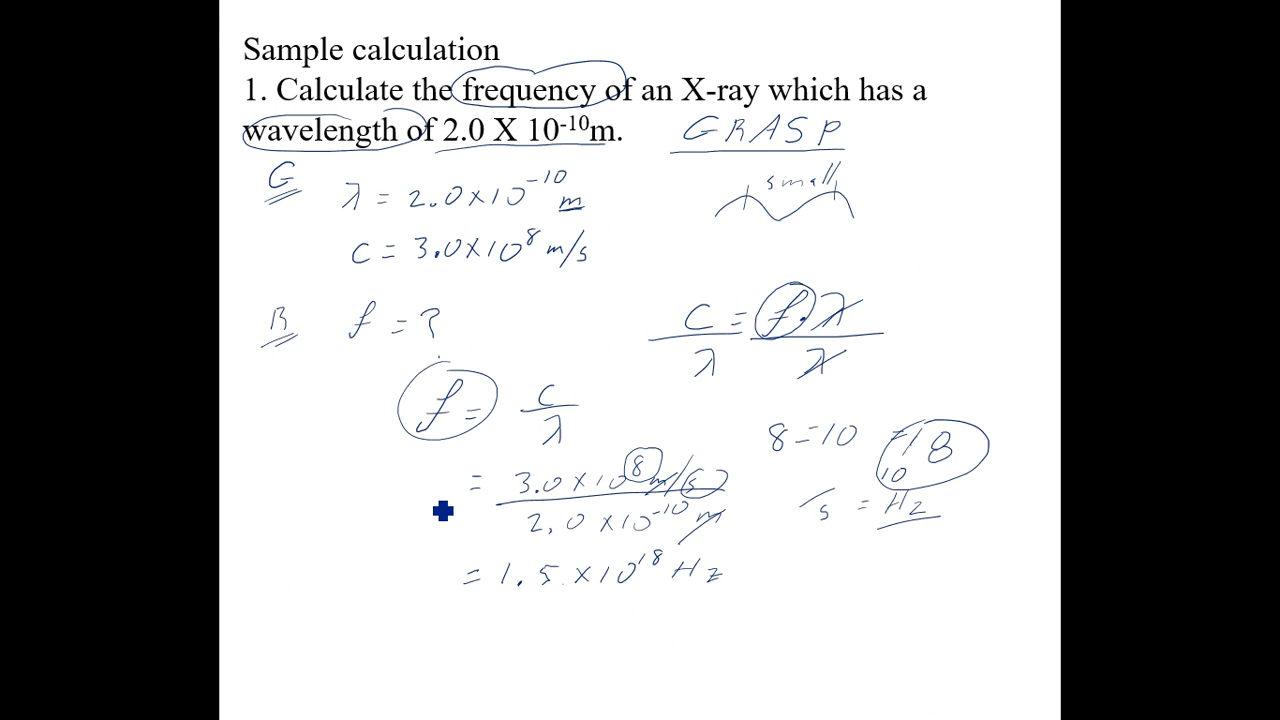 Sample calculation
1. Calculate the frequency of an X-ray which has a
wavelength of 2.0 X 10⁻¹⁰m.
GRASP
G λ = 2.0 × 10⁻¹⁰ m
small
c = 3.0 × 10⁸ m/s
R f = ?
c/λ = f·λ/λ
f = c/λ
8 - -10 = 18
10
= 3.0 × 10⁸ m/s / 2.0 × 10⁻¹⁰ m
/s = Hz
= 1.5 × 10¹⁸ Hz